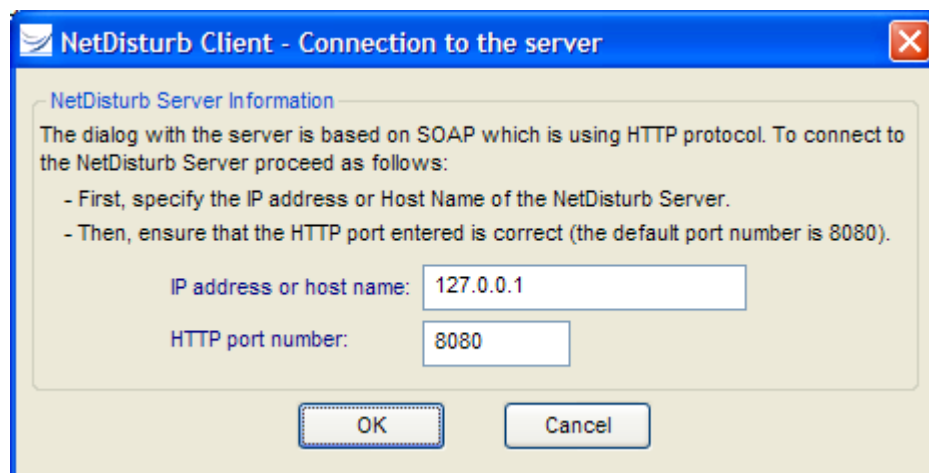 NetDisturb Client - Connection to the server
NetDisturb Server Information
The dialog with the server is based on SOAP which is using HTTP protocol. To connect to
the NetDisturb Server proceed as follows:
- First, specify the IP address or Host Name of the NetDisturb Server.
- Then, ensure that the HTTP port entered is correct (the default port number is 8080).
IP address or host name: 127.0.0.1
HTTP port number: 8080
OK Cancel